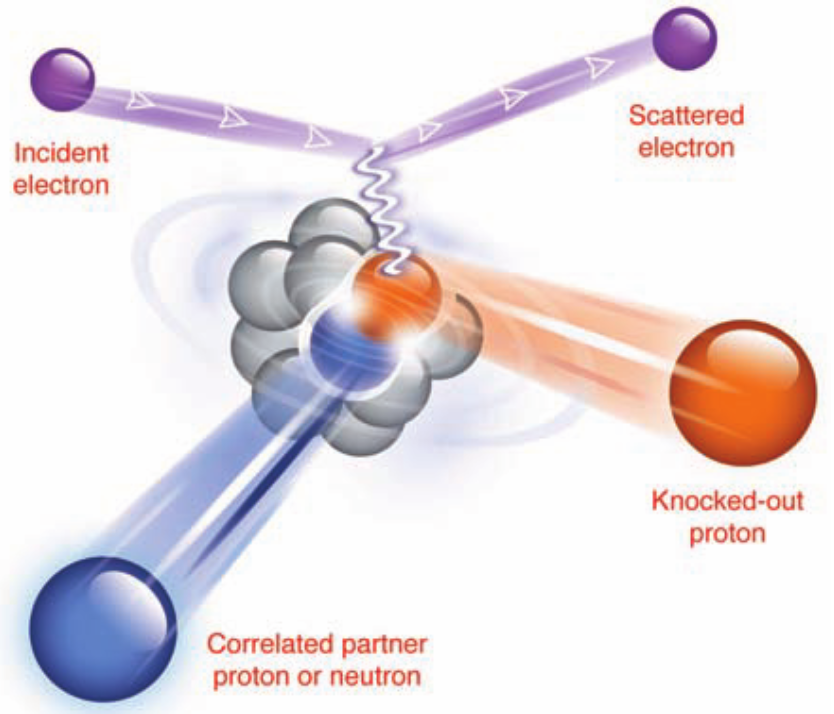 Incident
electron
Scattered
electron
Knocked-out
proton
Correlated partner
proton or neutron